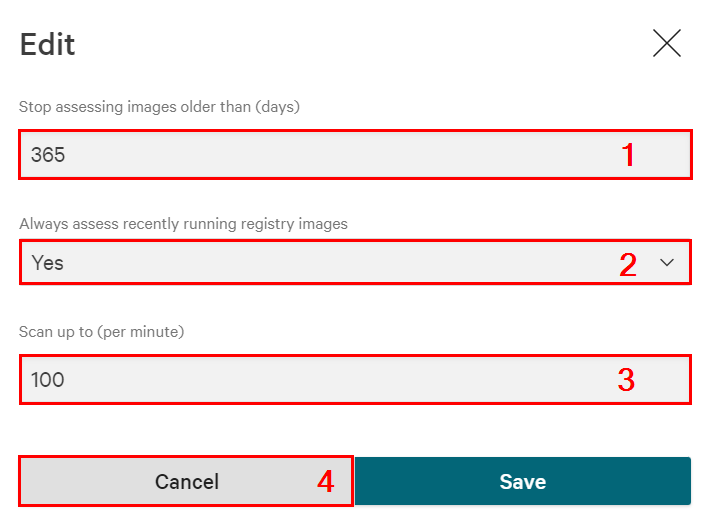 Edit
Stop assessing images older than (days)
365 1
Always assess recently running registry images
Yes 2
Scan up to (per minute)
100 3
Cancel 4 Save